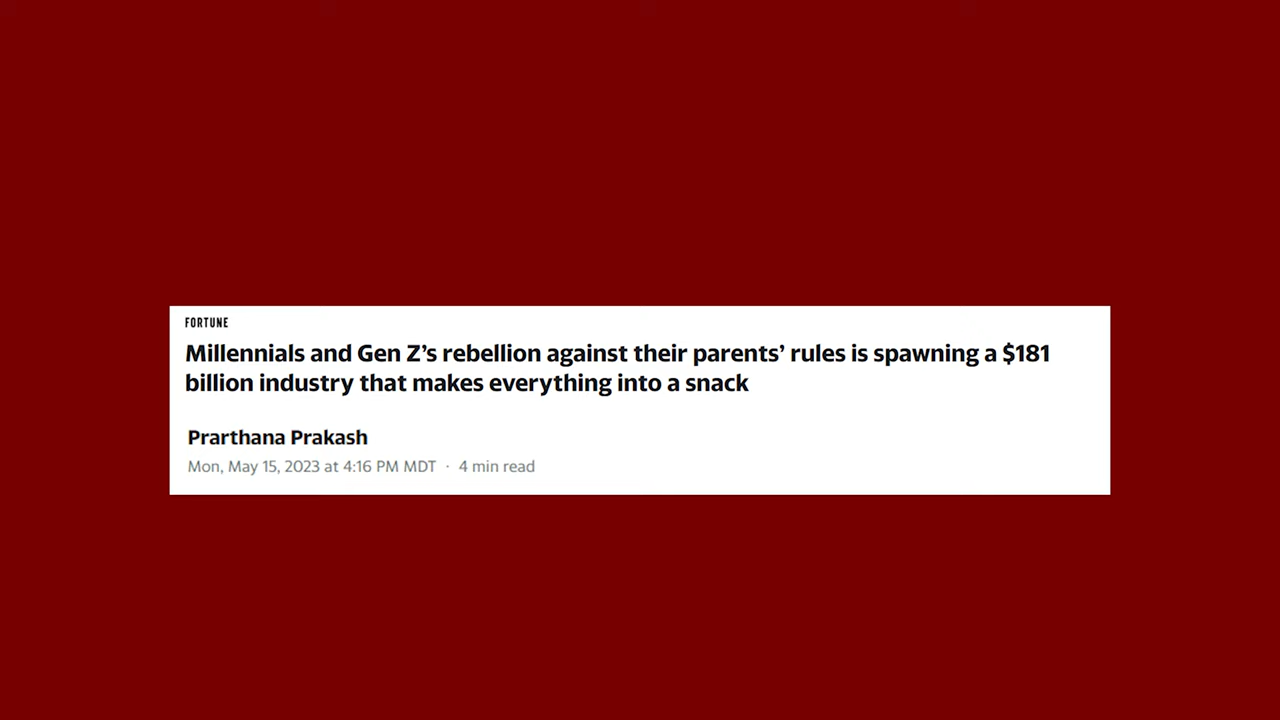 FORTUNE
Millennials and Gen Z’s rebellion against their parents’ rules is spawning a $181
billion industry that makes everything into a snack
Prarthana Prakash
Mon, May 15, 2023 at 4:16 PM MDT · 4 min read